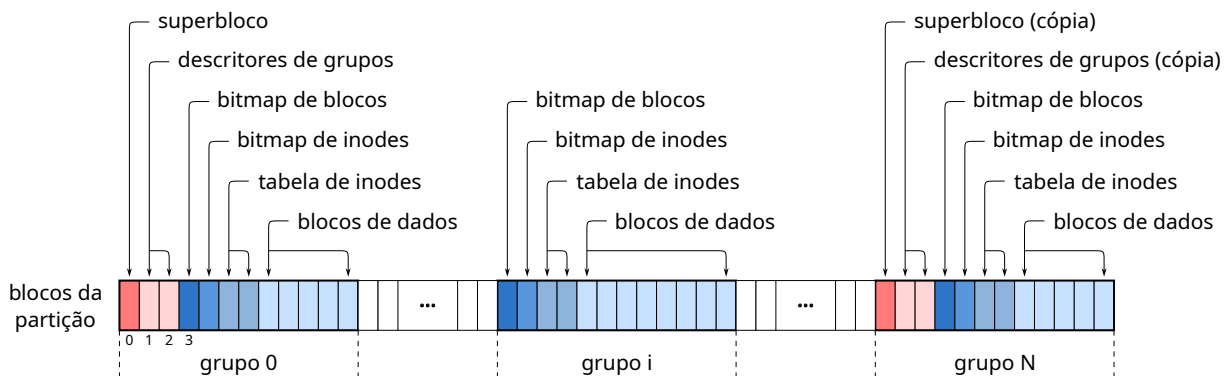 superbloco
descritores de grupos
bitmap de blocos
bitmap de inodes
tabela de inodes
blocos de dados
bitmap de blocos
bitmap de inodes
tabela de inodes
blocos de dados
superbloco (cópia)
descritores de grupos (cópia)
bitmap de blocos
bitmap de inodes
tabela de inodes
blocos de dados
blocos da
partição
...
...
0 1 2 3
grupo 0
grupo i
grupo N